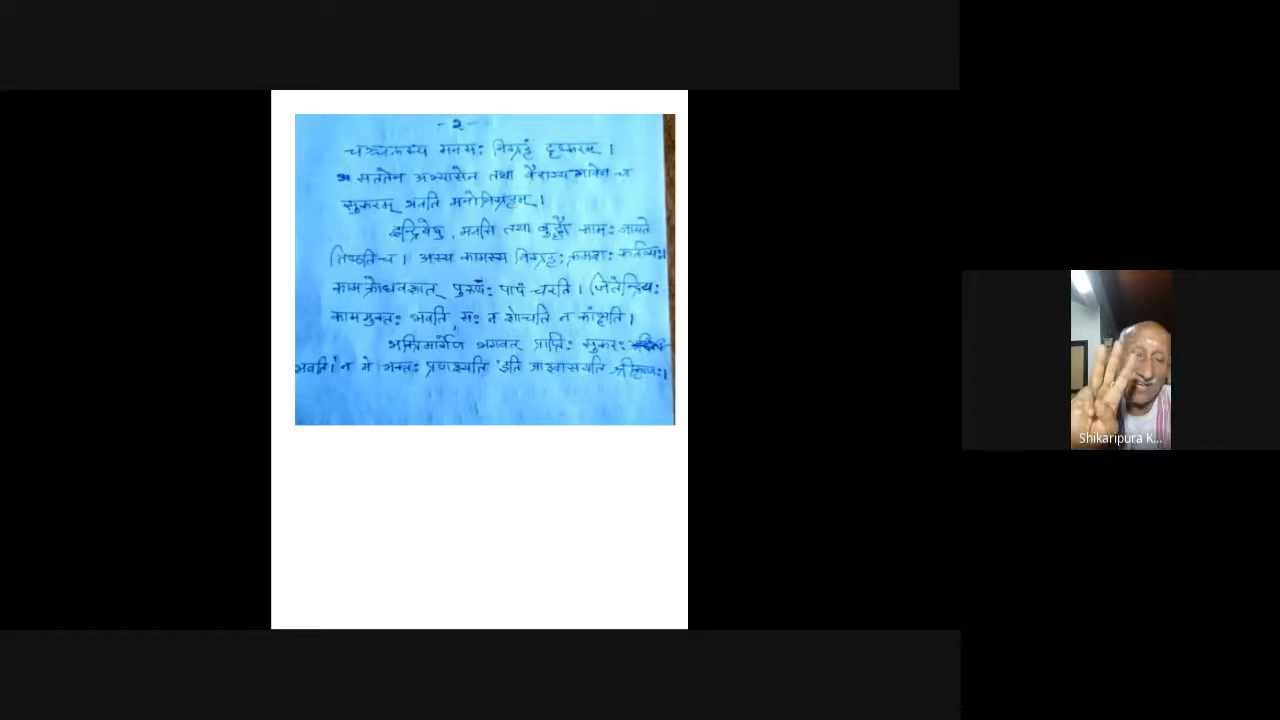 -२-
चञ्चलस्य मनसः निग्रहं दुष्करम् ।
सततेन अभ्यासेन तथा वैराग्यभावेन च
सुकरम् भवति मनोनिग्रहम् ।
इन्द्रियेषु, मनसि तथा बुद्धौ कामः जायते
तिष्ठति च । अस्य कामस्य निग्रहः क्रमशः कर्तव्यः।
कामक्रोधवशात् पुरुषः पापं चरति । जितेन्द्रियः
काममुक्तः भवति, सः न शोचति न कांक्षति ।
भक्तिमार्गेण भगवत् प्राप्तिः सुकरः
भवति। 'न मे भक्तः प्रणश्यति' इति आश्वासयति श्रीकृष्णः।
Shikaripura K...